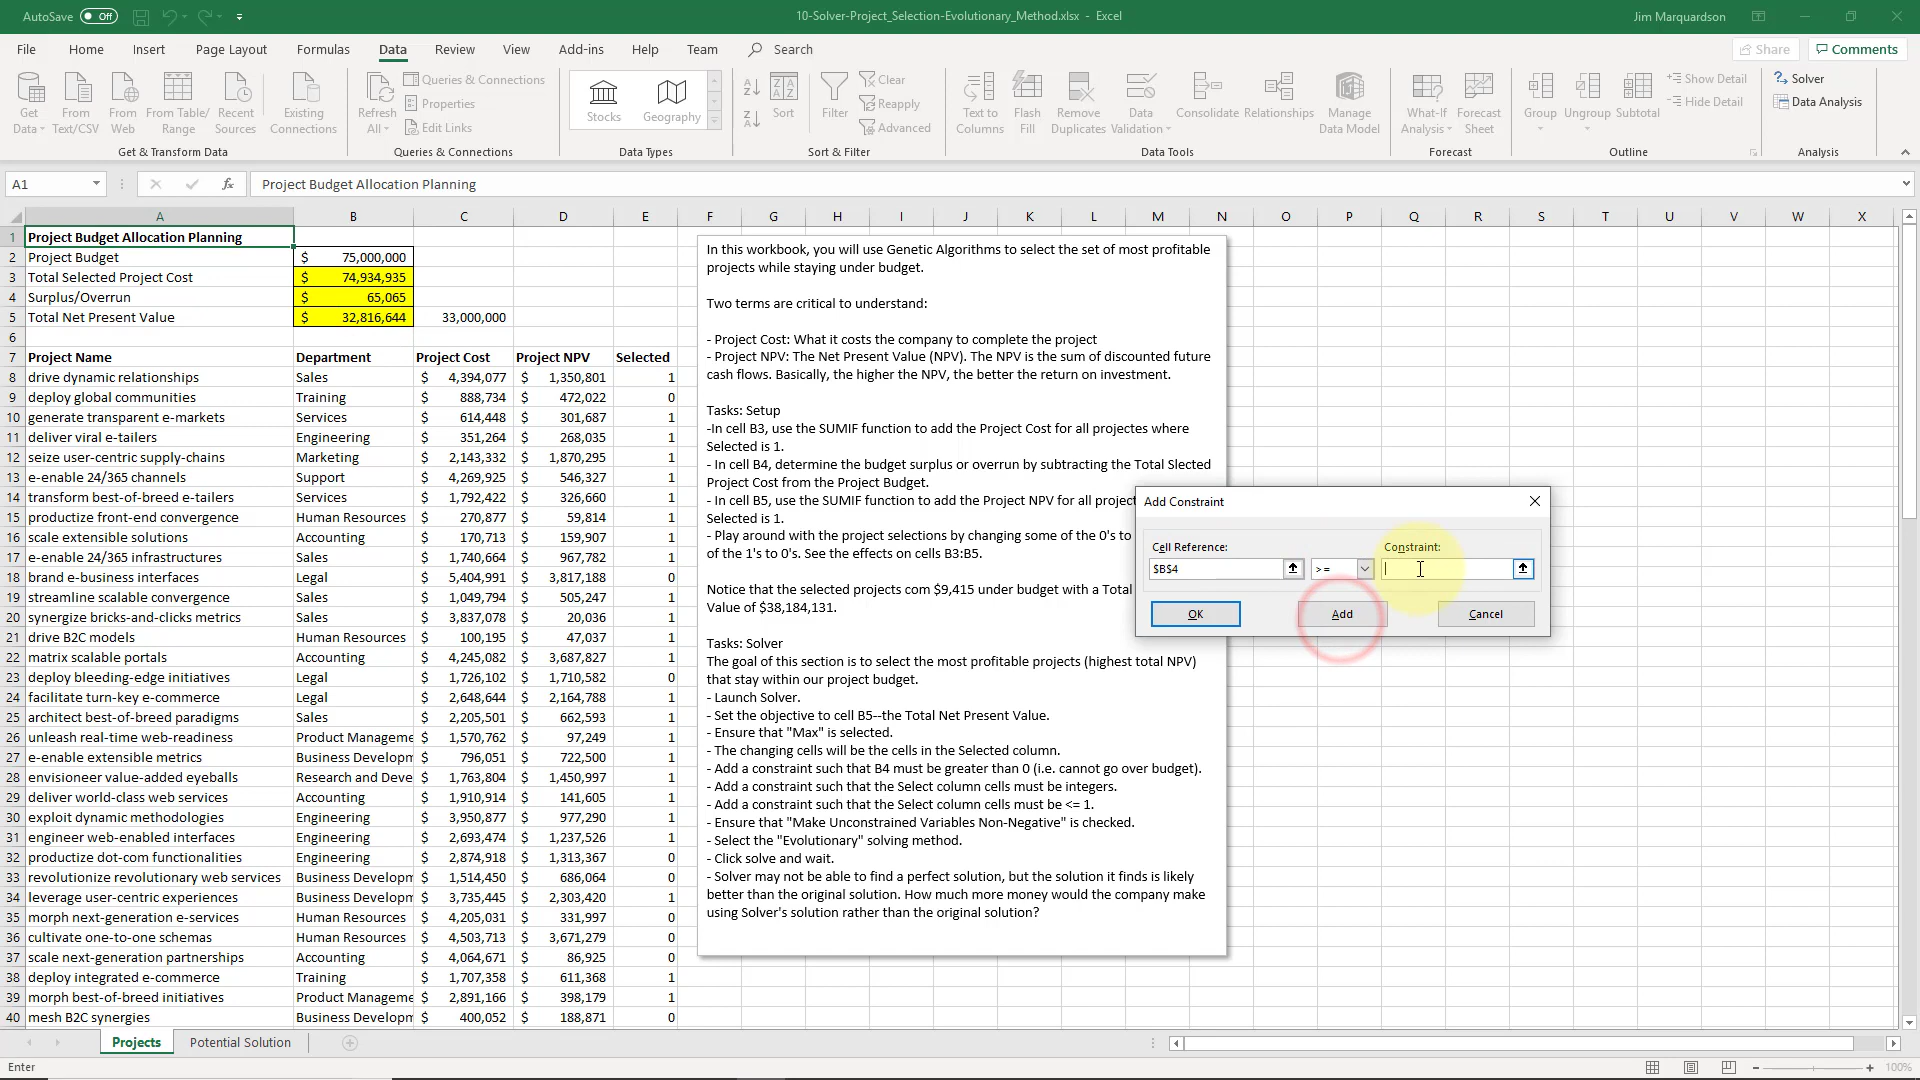 AutoSave Off
10-Solver-Project_Selection-Evolutionary_Method.xlsx - Excel
Jim Marquardson
File Home Insert Page Layout Formulas Data Review View Add-ins Help Team Search
Share Comments
Get Data
From Text/CSV
From Web
From Table/ Range
Recent Sources
Existing Connections
Get & Transform Data
Refresh All
Queries & Connections
Properties
Edit Links
Queries & Connections
Stocks
Geography
Data Types
Sort
Filter
Clear
Reapply
Advanced
Sort & Filter
Text to Columns
Flash Fill
Remove Duplicates
Data Validation
Consolidate
Relationships
Manage Data Model
Data Tools
What-If Analysis
Forecast Sheet
Forecast
Group
Ungroup
Subtotal
Show Detail
Hide Detail
Outline
Solver
Data Analysis
Analysis
A1 fx Project Budget Allocation Planning
A B C D E F G H I J K L M N O P Q R S T U V W X
1 Project Budget Allocation Planning
2 Project Budget $ 75,000,000
3 Total Selected Project Cost $ 74,934,935
4 Surplus/Overrun $ 65,065
5 Total Net Present Value $ 32,816,644 33,000,000
6
7 Project Name Department Project Cost Project NPV Selected
8 drive dynamic relationships Sales $ 4,394,077 $ 1,350,801 1
9 deploy global communities Training $ 888,734 $ 472,022 0
10 generate transparent e-markets Services $ 614,448 $ 301,687 1
11 deliver viral e-tailers Engineering $ 351,264 $ 268,035 1
12 seize user-centric supply-chains Marketing $ 2,143,332 $ 1,870,295 1
13 e-enable 24/365 channels Support $ 4,269,925 $ 546,327 1
14 transform best-of-breed e-tailers Services $ 1,792,422 $ 326,660 1
15 productize front-end convergence Human Resources $ 270,877 $ 59,814 1
16 scale extensible solutions Accounting $ 170,713 $ 159,907 1
17 e-enable 24/365 infrastructures Sales $ 1,740,664 $ 967,782 1
18 brand e-business interfaces Legal $ 5,404,991 $ 3,817,188 0
19 streamline scalable convergence Sales $ 1,049,794 $ 505,247 1
20 synergize bricks-and-clicks metrics Sales $ 3,837,078 $ 20,036 1
21 drive B2C models Human Resources $ 100,195 $ 47,037 1
22 matrix scalable portals Accounting $ 4,245,082 $ 3,687,827 1
23 deploy bleeding-edge initiatives Legal $ 1,726,102 $ 1,710,582 0
24 facilitate turn-key e-commerce Legal $ 2,648,644 $ 2,164,788 1
25 architect best-of-breed paradigms Sales $ 2,205,501 $ 662,593 1
26 unleash real-time web-readiness Product Manageme $ 1,570,762 $ 97,249 1
27 e-enable extensible metrics Business Developm $ 796,051 $ 722,500 1
28 envisioneer value-added eyeballs Research and Deve $ 1,763,804 $ 1,450,997 1
29 deliver world-class web services Accounting $ 1,910,914 $ 141,605 1
30 exploit dynamic methodologies Engineering $ 3,950,877 $ 977,290 1
31 engineer web-enabled interfaces Engineering $ 2,693,474 $ 1,237,526 1
32 productize dot-com functionalities Engineering $ 2,874,918 $ 1,313,367 0
33 revolutionize revolutionary web services Business Developm $ 1,514,450 $ 686,064 0
34 leverage user-centric experiences Business Developm $ 3,735,445 $ 2,303,420 1
35 morph next-generation e-services Human Resources $ 4,205,031 $ 331,997 0
36 cultivate one-to-one schemas Human Resources $ 4,503,713 $ 3,671,279 0
37 scale next-generation partnerships Accounting $ 4,064,671 $ 86,925 0
38 deploy integrated e-commerce Training $ 1,707,358 $ 611,368 1
39 morph best-of-breed initiatives Product Manageme $ 2,891,166 $ 398,179 1
40 mesh B2C synergies Business Developm $ 400,052 $ 188,871 0
In this workbook, you will use Genetic Algorithms to select the set of most profitable
projects while staying under budget.
Two terms are critical to understand:
- Project Cost: What it costs the company to complete the project
- Project NPV: The Net Present Value (NPV). The NPV is the sum of discounted future
cash flows. Basically, the higher the NPV, the better the return on investment.
Tasks: Setup
-In cell B3, use the SUMIF function to add the Project Cost for all projectes where
Selected is 1.
- In cell B4, determine the budget surplus or overrun by subtracting the Total Slected
Project Cost from the Project Budget.
- In cell B5, use the SUMIF function to add the Project NPV for all project
Selected is 1.
- Play around with the project selections by changing some of the 0's to
of the 1's to 0's. See the effects on cells B3:B5.
Notice that the selected projects com $9,415 under budget with a Total
Value of $38,184,131.
Tasks: Solver
The goal of this section is to select the most profitable projects (highest total NPV)
that stay within our project budget.
- Launch Solver.
- Set the objective to cell B5--the Total Net Present Value.
- Ensure that "Max" is selected.
- The changing cells will be the cells in the Selected column.
- Add a constraint such that B4 must be greater than 0 (i.e. cannot go over budget).
- Add a constraint such that the Select column cells must be integers.
- Add a constraint such that the Select column cells must be <= 1.
- Ensure that "Make Unconstrained Variables Non-Negative" is checked.
- Select the "Evolutionary" solving method.
- Click solve and wait.
- Solver may not be able to find a perfect solution, but the solution it finds is likely
better than the original solution. How much more money would the company make
using Solver's solution rather than the original solution?
Add Constraint
Cell Reference: Constraint:
$B$4 >=
OK Add Cancel
Projects Potential Solution
Enter
100%